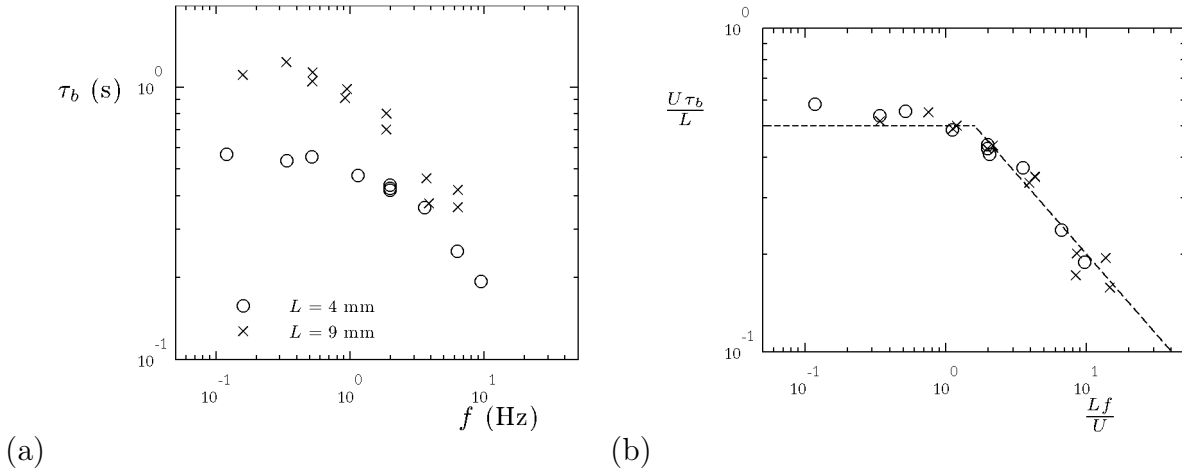 τ_b (s)
10^0
10^-1
○ L = 4 mm
× L = 9 mm
10^-1 10^0 10^1
f (Hz)
(a)
10^0
Uτ_b/L
10^-1
10^-1 10^0 10^1
Lf/U
(b)